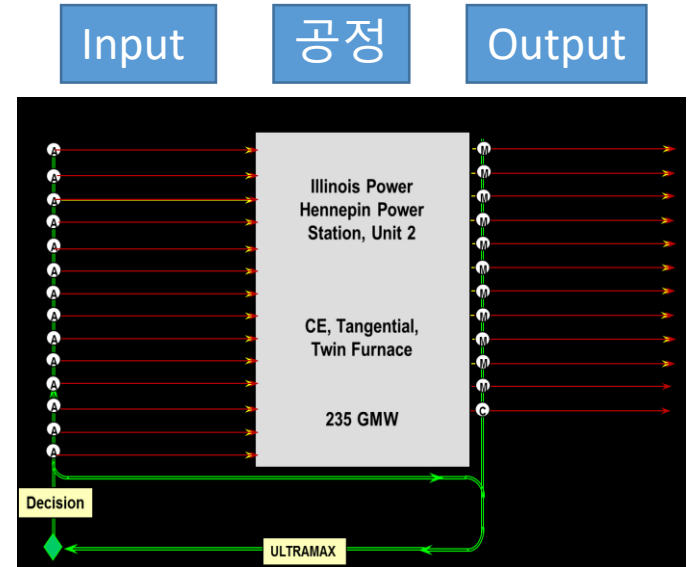 Input
공정
Output
A
A
A
A
A
A
A
A
A
A
A
A
A
A
Illinois Power
Hennepin Power
Station, Unit 2
CE, Tangential,
Twin Furnace
235 GMW
M
M
M
M
M
M
M
M
M
M
M
C
Decision
ULTRAMAX